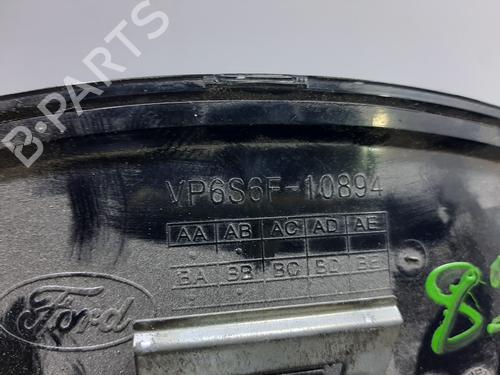 B-PARTS
VP6S6F-10894
AA AB AC AD AE
BA BB BC BD BE
Ford